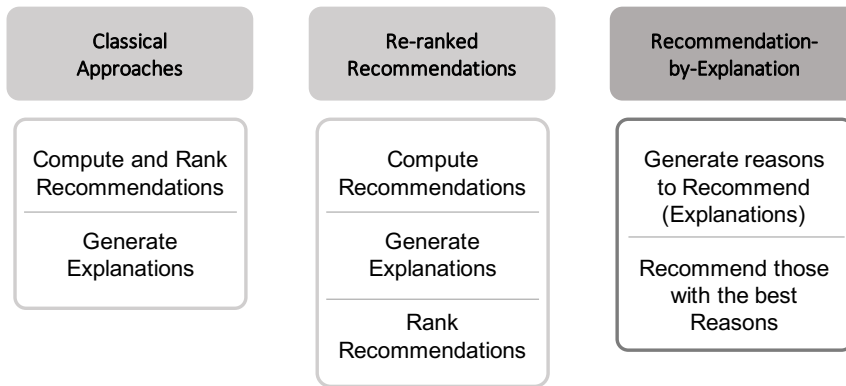 Classical
Approaches
Compute and Rank
Recommendations
Generate
Explanations
Re-ranked
Recommendations
Compute
Recommendations
Generate
Explanations
Rank
Recommendations
Recommendation-
by-Explanation
Generate reasons
to Recommend
(Explanations)
Recommend those
with the best
Reasons